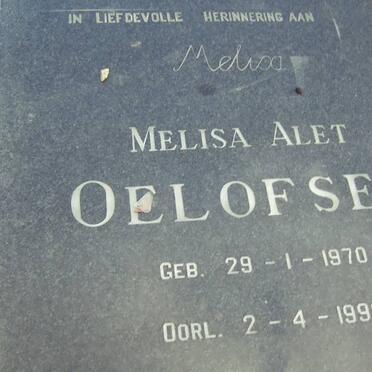 IN LIEFDEVOLLE HERINNERING AAN
Melisa
MELISA ALET
OELOFSE
GEB. 29-1-1970
OORL. 2-4-199